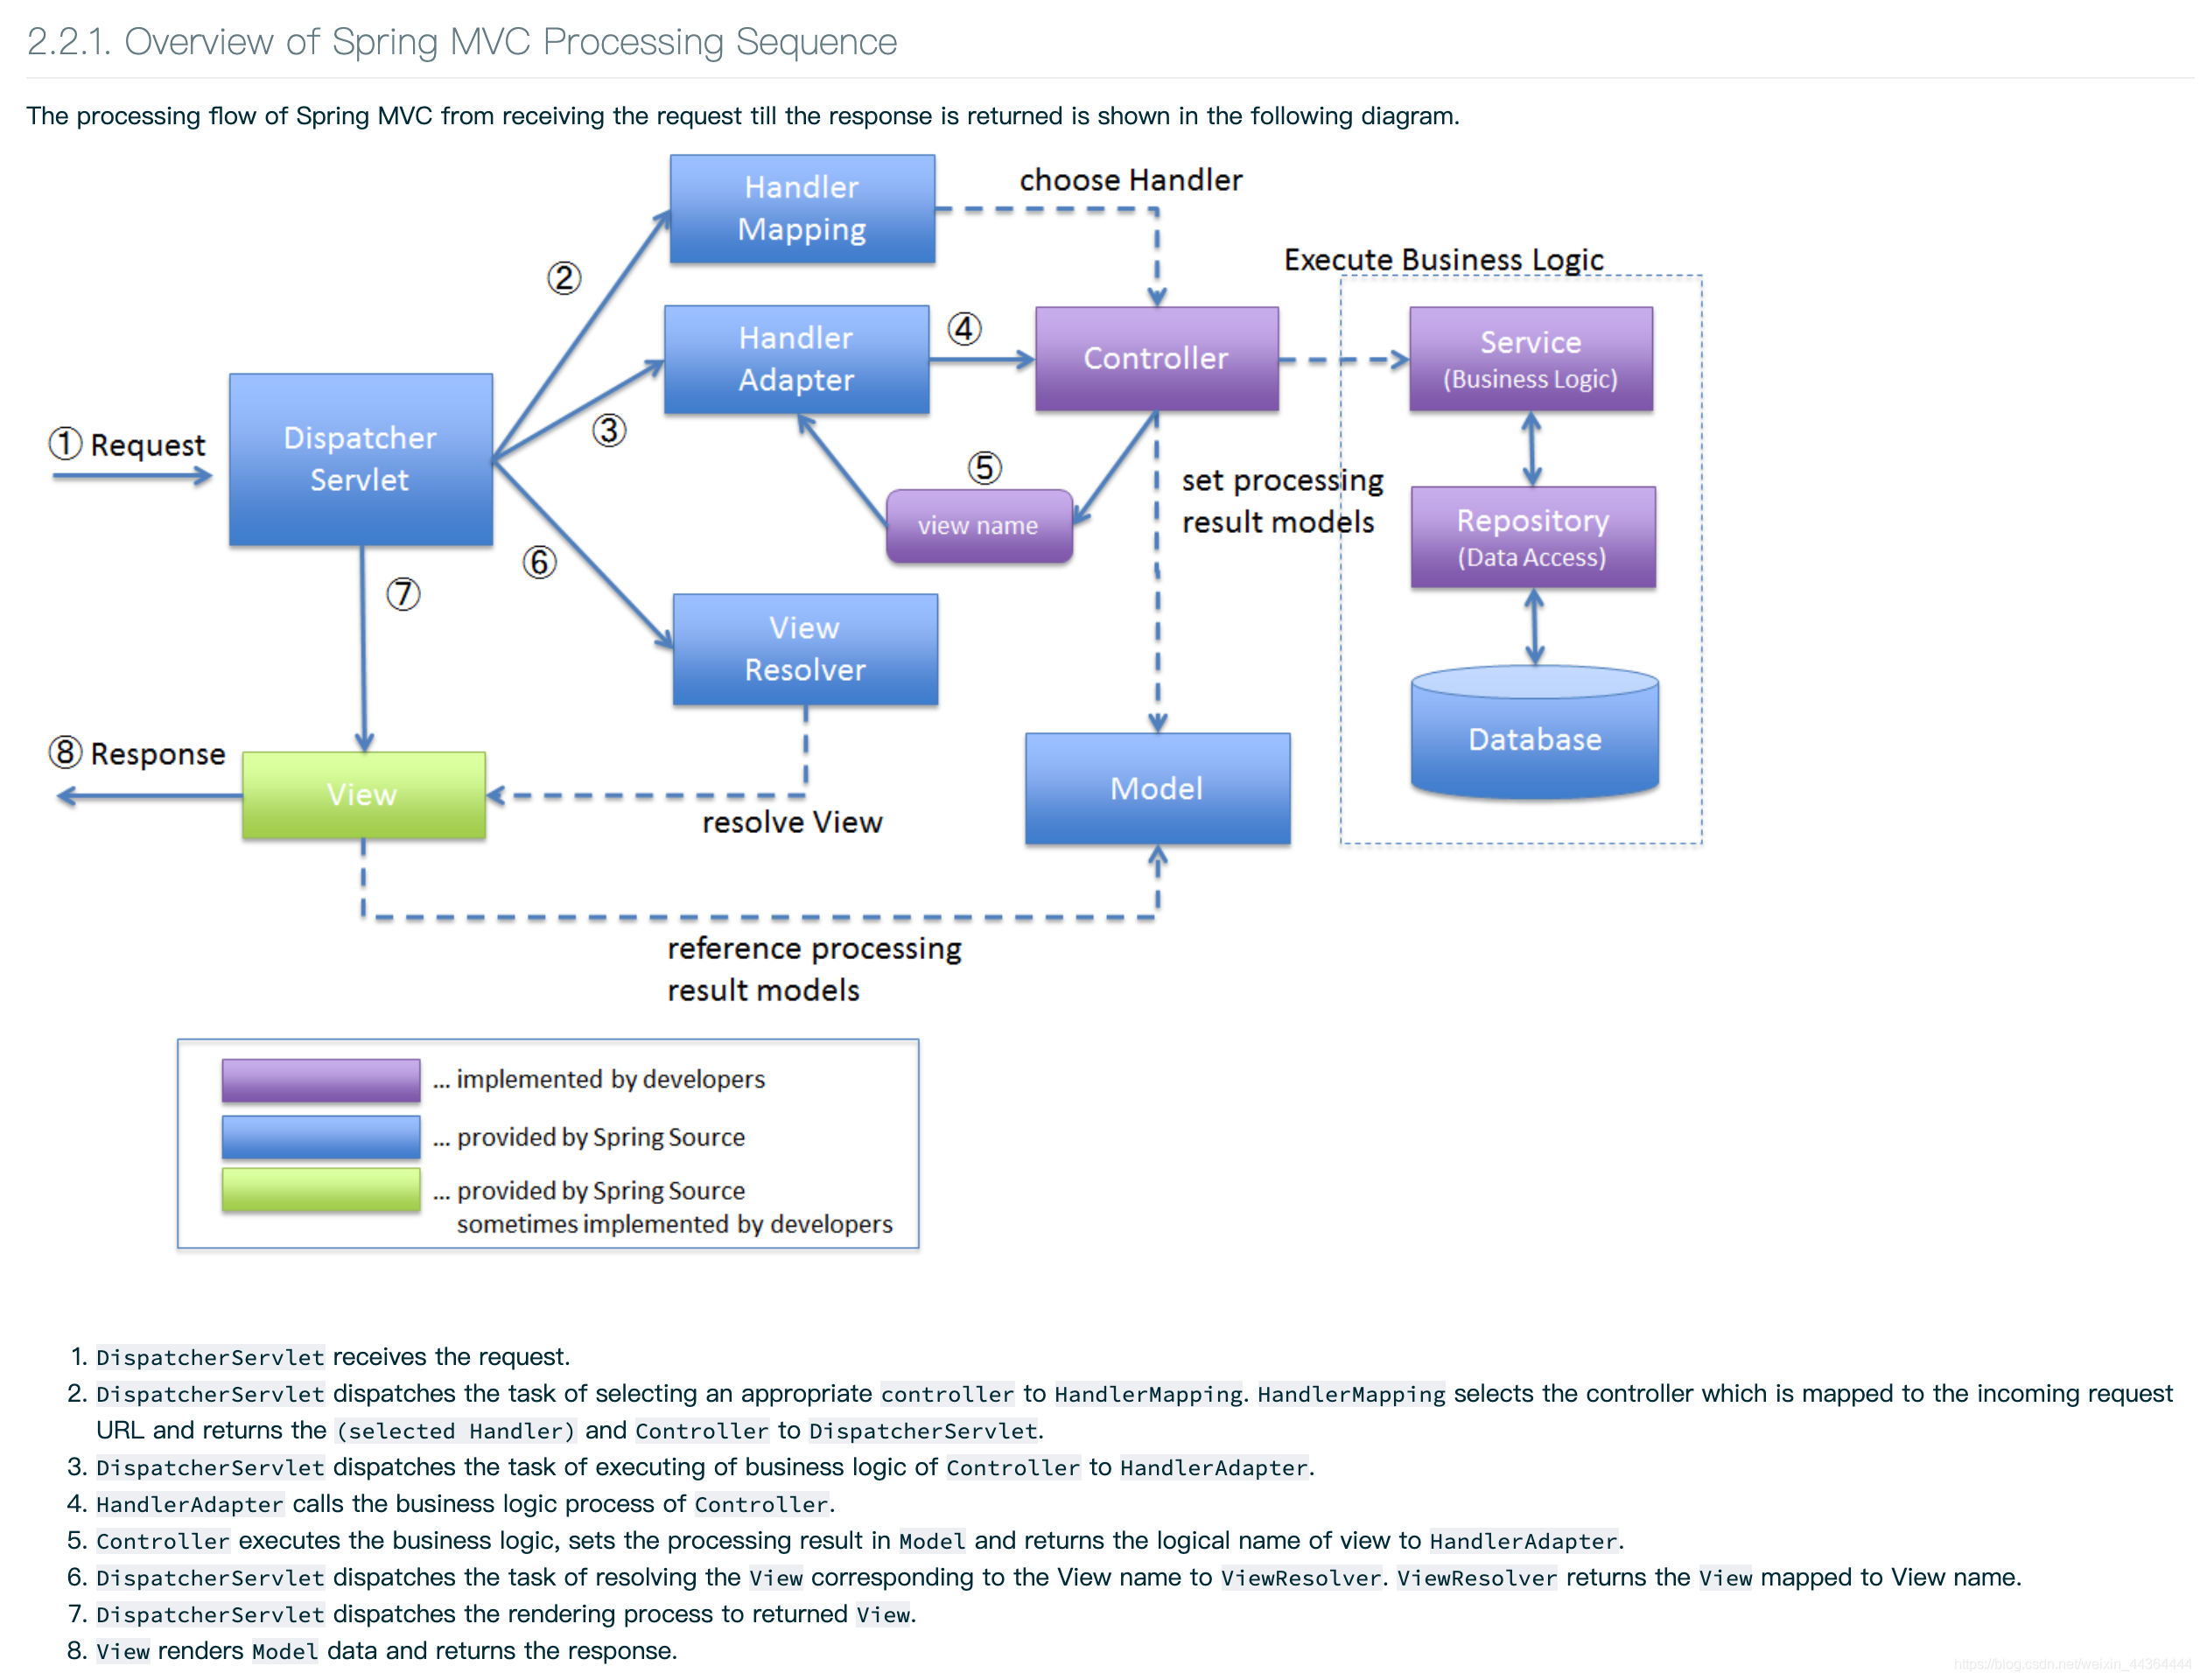 2.2.1. Overview of Spring MVC Processing Sequence
The processing flow of Spring MVC from receiving the request till the response is returned is shown in the following diagram.
Handler
Mapping
choose Handler
②
Execute Business Logic
Handler
Adapter
④
Controller
Service
(Business Logic)
① Request
Dispatcher
Servlet
③
⑤
view name
set processing
result models
Repository
(Data Access)
⑥
⑦
View
Resolver
⑧ Response
View
resolve View
Model
Database
reference processing
result models
... implemented by developers
... provided by Spring Source
... provided by Spring Source
sometimes implemented by developers
1. DispatcherServlet receives the request.
2. DispatcherServlet dispatches the task of selecting an appropriate controller to HandlerMapping. HandlerMapping selects the controller which is mapped to the incoming request
URL and returns the (selected Handler) and Controller to DispatcherServlet.
3. DispatcherServlet dispatches the task of executing of business logic of Controller to HandlerAdapter.
4. HandlerAdapter calls the business logic process of Controller.
5. Controller executes the business logic, sets the processing result in Model and returns the logical name of view to HandlerAdapter.
6. DispatcherServlet dispatches the task of resolving the View corresponding to the View name to ViewResolver. ViewResolver returns the View mapped to View name.
7. DispatcherServlet dispatches the rendering process to returned View.
8. View renders Model data and returns the response.
https://blog.csdn.net/weixin_44364444